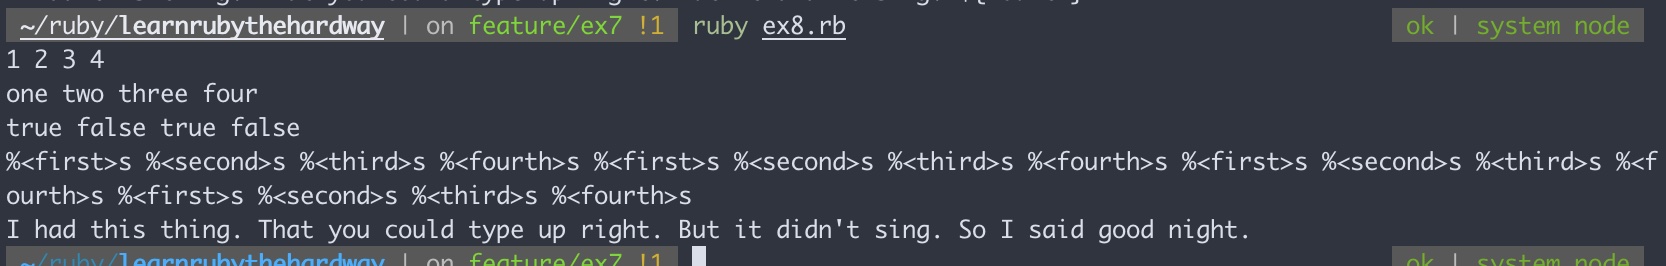 ~/ruby/learnrubythehardway | on feature/ex7 !1 ruby ex8.rb ok | system node
1 2 3 4
one two three four
true false true false
%<first>s %<second>s %<third>s %<fourth>s %<first>s %<second>s %<third>s %<fourth>s %<first>s %<second>s %<third>s %<f
ourth>s %<first>s %<second>s %<third>s %<fourth>s
I had this thing. That you could type up right. But it didn't sing. So I said good night.
~/ruby/learnrubythehardway | on feature/ex7 !1 ok | system node